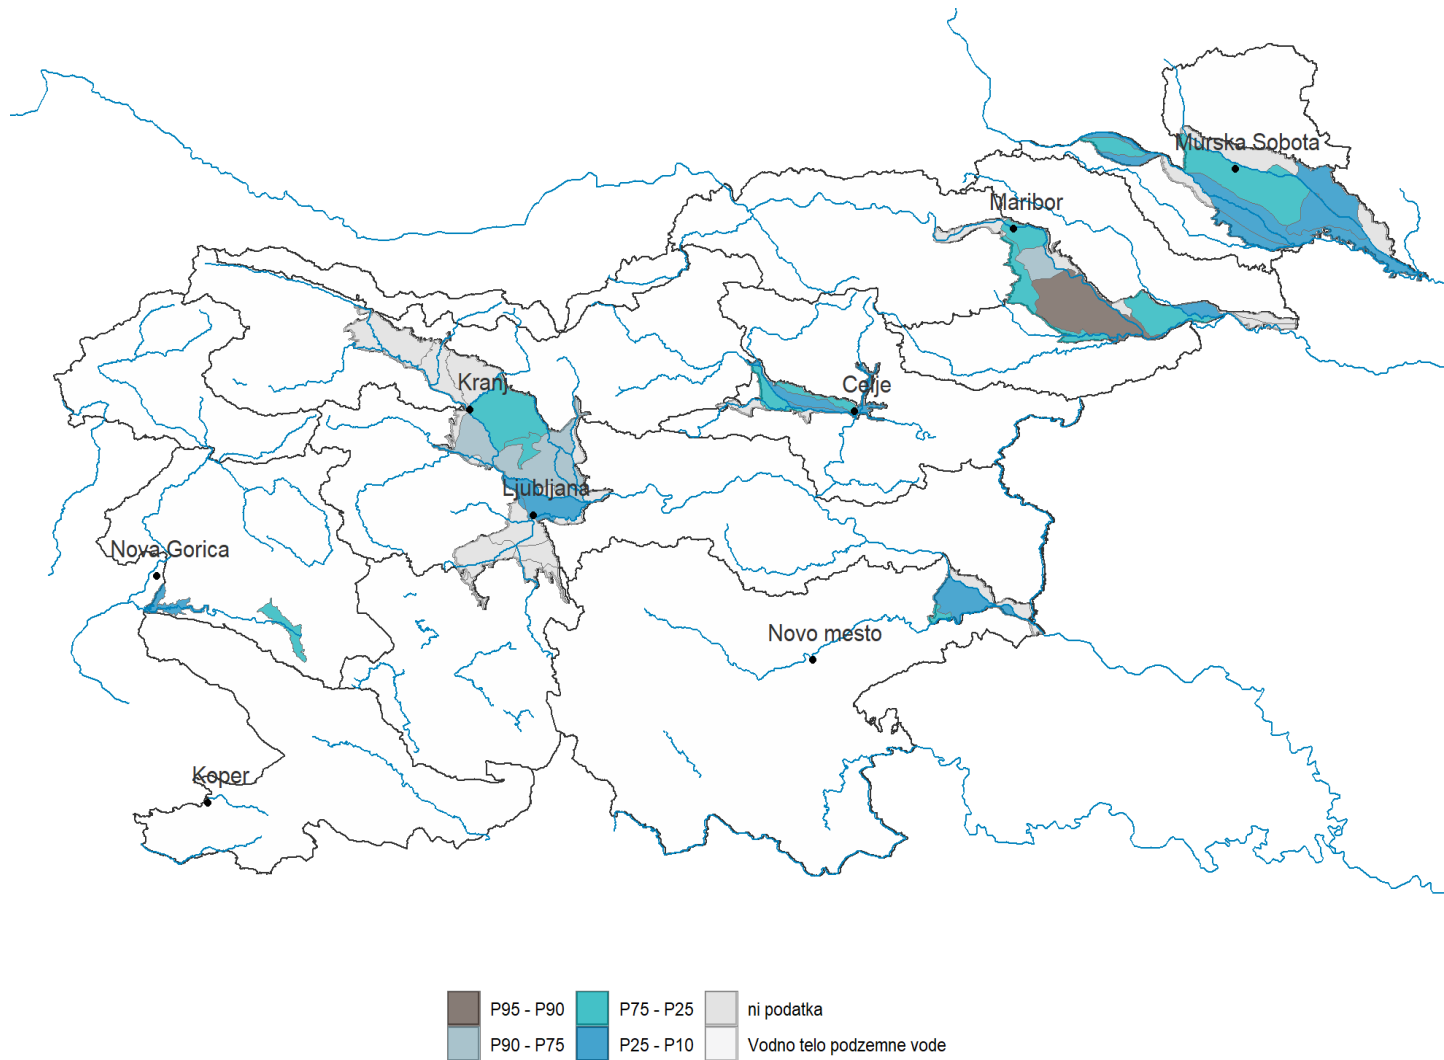 Murska Sobota
Maribor
Kranj
Celje
Ljubljana
Nova Gorica
Novo mesto
Koper
P95 - P90
P75 - P25
ni podatka
P90 - P75
P25 - P10
Vodno telo podzemne vode